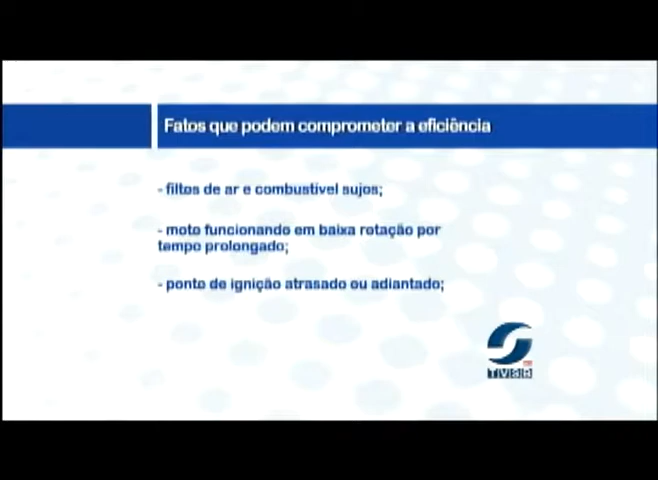 Fatos que podem comprometer a eficiência
- filtos de ar e combustível sujos;
- moto funcionando em baixa rotação por
tempo prolongado;
- ponto de ignição atrasado ou adiantado;